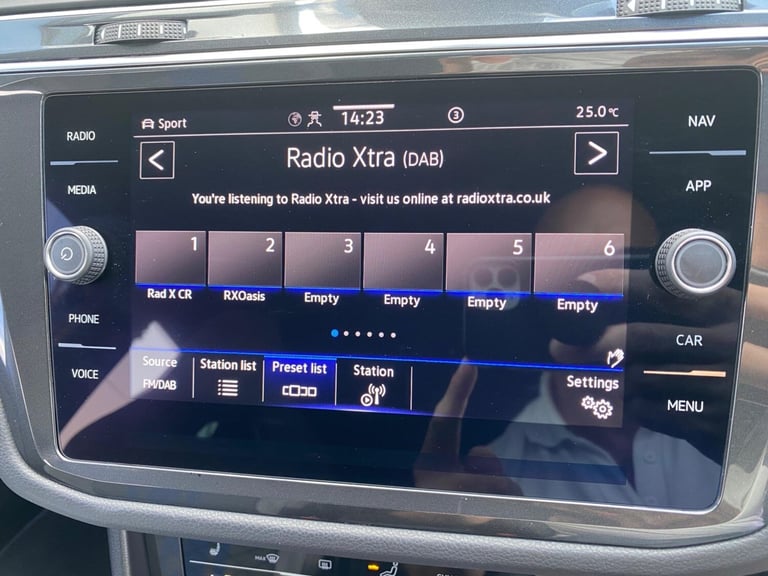 RADIO
MEDIA
PHONE
VOICE
Sport
14:23
3
25.0°C
<
Radio Xtra (DAB)
>
You're listening to Radio Xtra - visit us online at radioxtra.co.uk
1 2 3 4 5 6
Rad X CR RXOasis Empty Empty Empty Empty
Source
FM/DAB
Station list
Preset list
Station
Settings
NAV
APP
CAR
MENU
MAX